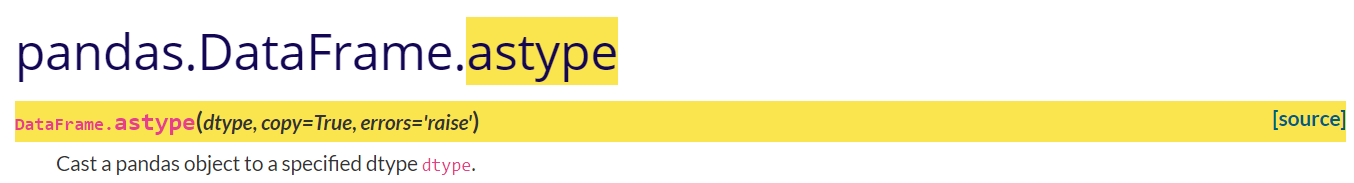 pandas.DataFrame.astype
DataFrame.astype(dtype, copy=True, errors='raise') [source]
Cast a pandas object to a specified dtype dtype.